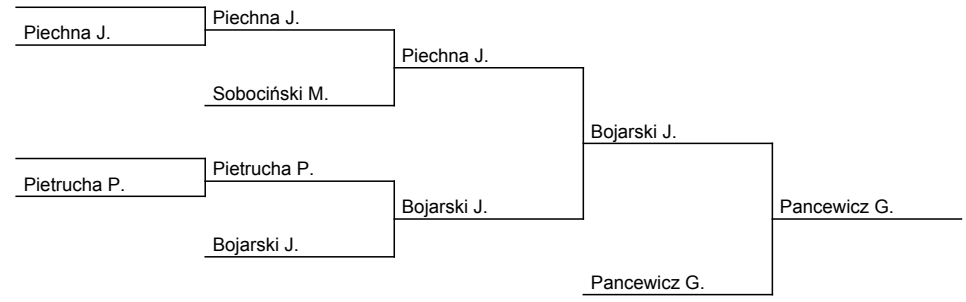 Piechna J.
Piechna J.
Piechna J.
Sobociński M.
Bojarski J.
Pietrucha P.
Pietrucha P.
Bojarski J.
Pancewicz G.
Bojarski J.
Pancewicz G.